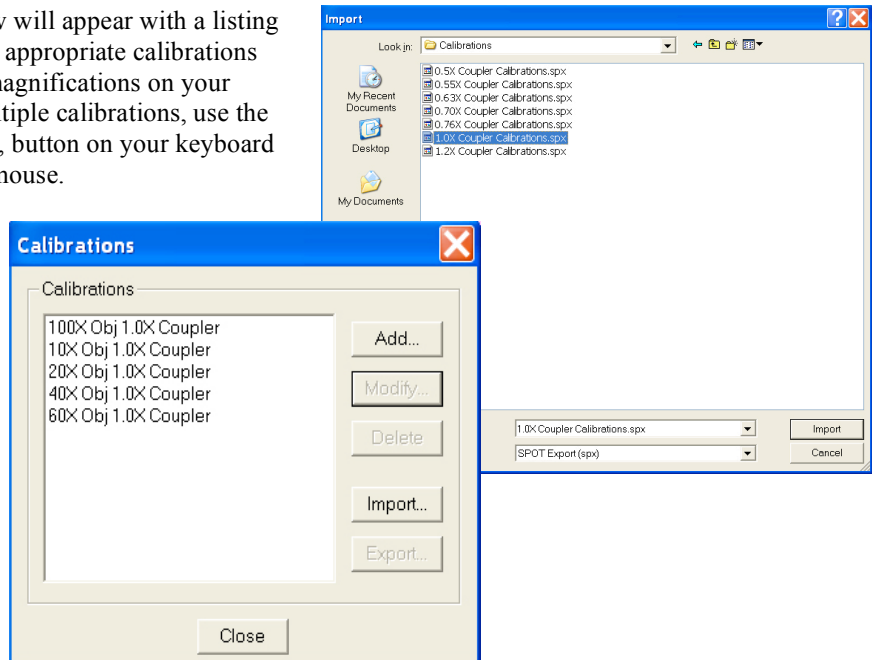 will appear with a listing
appropriate calibrations
magnifications on your
tiple calibrations, use the
, button on your keyboard
mouse.
Import
Look in: Calibrations
My Recent Documents
Desktop
My Documents
0.5X Coupler Calibrations.spx
0.55X Coupler Calibrations.spx
0.63X Coupler Calibrations.spx
0.70X Coupler Calibrations.spx
0.76X Coupler Calibrations.spx
1.0X Coupler Calibrations.spx
1.2X Coupler Calibrations.spx
1.0X Coupler Calibrations.spx
Import
SPOT Export (spx)
Cancel
Calibrations
Calibrations
100X Obj 1.0X Coupler
10X Obj 1.0X Coupler
20X Obj 1.0X Coupler
40X Obj 1.0X Coupler
60X Obj 1.0X Coupler
Add...
Modify...
Delete
Import...
Export...
Close